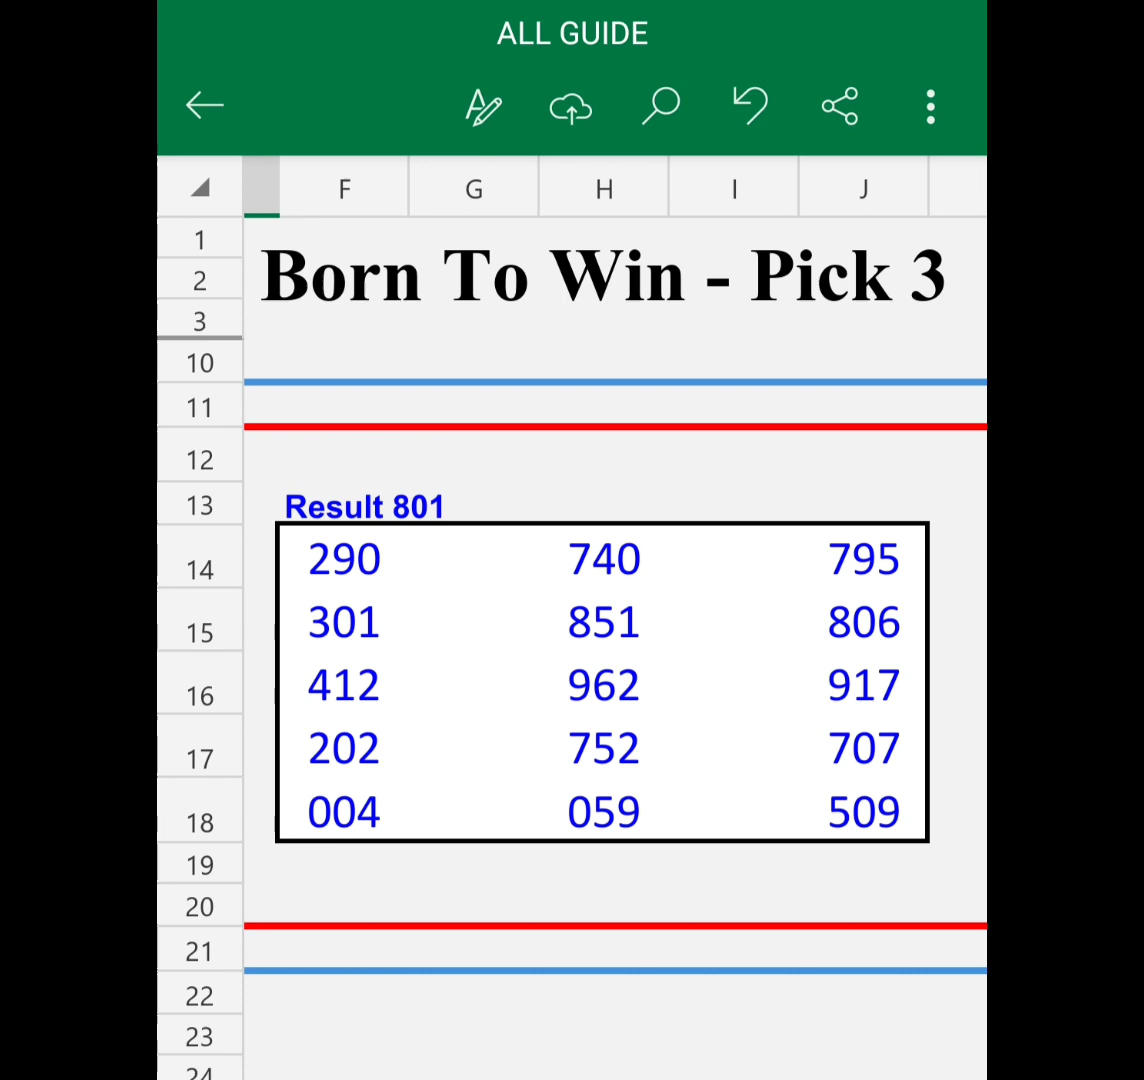 ALL GUIDE
F G H I J
1
2
3
10
11
12
13
14
15
16
17
18
19
20
21
22
23
24
Born To Win - Pick 3
Result 801
290 740 795
301 851 806
412 962 917
202 752 707
004 059 509